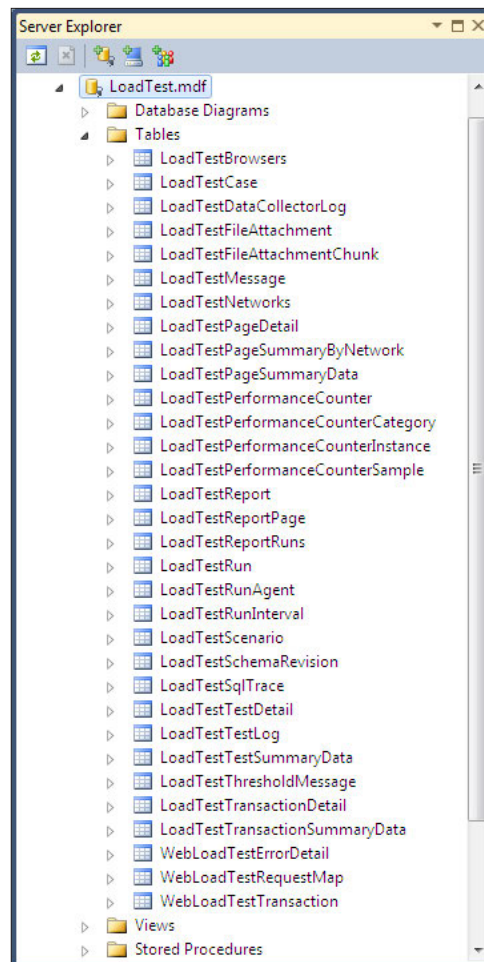 Server Explorer
LoadTest.mdf
Database Diagrams
Tables
LoadTestBrowsers
LoadTestCase
LoadTestDataCollectorLog
LoadTestFileAttachment
LoadTestFileAttachmentChunk
LoadTestMessage
LoadTestNetworks
LoadTestPageDetail
LoadTestPageSummaryByNetwork
LoadTestPageSummaryData
LoadTestPerformanceCounter
LoadTestPerformanceCounterCategory
LoadTestPerformanceCounterInstance
LoadTestPerformanceCounterSample
LoadTestReport
LoadTestReportPage
LoadTestReportRuns
LoadTestRun
LoadTestRunAgent
LoadTestRunInterval
LoadTestScenario
LoadTestSchemaRevision
LoadTestSqlTrace
LoadTestTestDetail
LoadTestTestLog
LoadTestTestSummaryData
LoadTestThresholdMessage
LoadTestTransactionDetail
LoadTestTransactionSummaryData
WebLoadTestErrorDetail
WebLoadTestRequestMap
WebLoadTestTransaction
Views
Stored Procedures